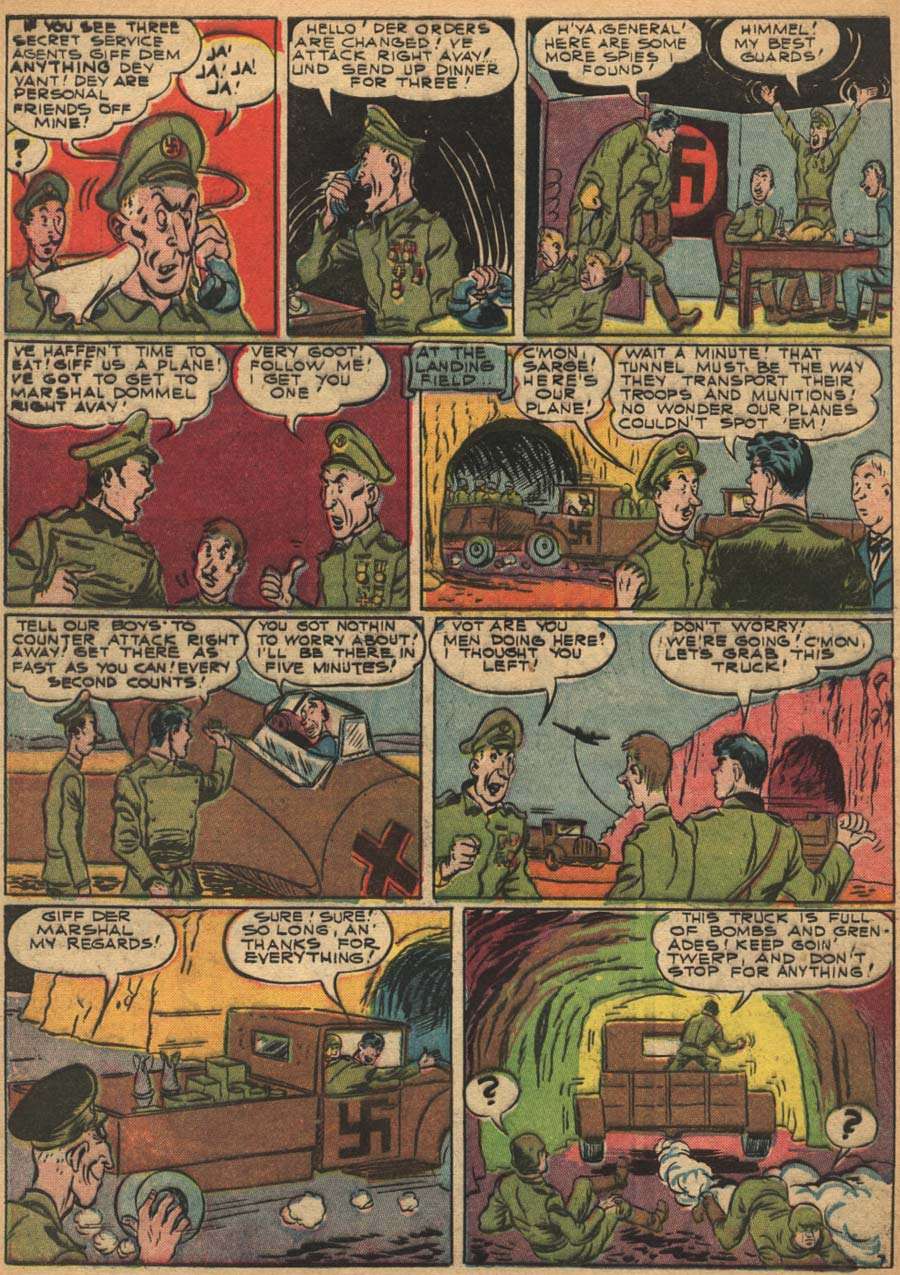 IF YOU SEE THREE
SECRET SERVICE
AGENTS GIFF DEM
ANYTHING DEY
VANT! DEY ARE
PERSONAL
FRIENDS OFF
MINE!
JA!
JA! JA!
JA!
?
HELLO! DER ORDERS
ARE CHANGED! VE
ATTACK RIGHT AVAY!
UND SEND UP DINNER
FOR THREE!
H'YA, GENERAL!
HERE ARE SOME
MORE SPIES I
FOUND!
HIMMEL!
MY BEST
GUARDS!
VE HAFFEN'T TIME TO
EAT! GIFF US A PLANE!
VE GOT TO GET TO
MARSHAL DOMMEL
RIGHT AVAY!
VERY GOOT!
FOLLOW ME!
I GET YOU
ONE!
AT THE
LANDING
FIELD...
C'MON,
SARGE!
HERE'S
OUR
PLANE!
WAIT A MINUTE! THAT
TUNNEL MUST BE THE WAY
THEY TRANSPORT THEIR
TROOPS AND MUNITIONS!
NO WONDER OUR PLANES
COULDN'T SPOT 'EM!
TELL OUR BOYS TO
COUNTER ATTACK RIGHT
AWAY! GET THERE AS
FAST AS YOU CAN! EVERY
SECOND COUNTS!
YOU GOT NOTHIN'
TO WORRY ABOUT!
I'LL BE THERE IN
FIVE MINUTES!
VOT ARE YOU
MEN DOING HERE?
I THOUGHT YOU
LEFT!
DON'T WORRY!
WE'RE GOING! C'MON,
LET'S GRAB THIS
TRUCK!
GIFF DER
MARSHAL
MY REGARDS!
SURE! SURE!
SO LONG, AN'
THANKS FOR
EVERYTHING!
THIS TRUCK IS FULL
OF BOMBS AND GREN-
ADES! KEEP GOIN'
TWERP, AND DON'T
STOP FOR ANYTHING!
?
?